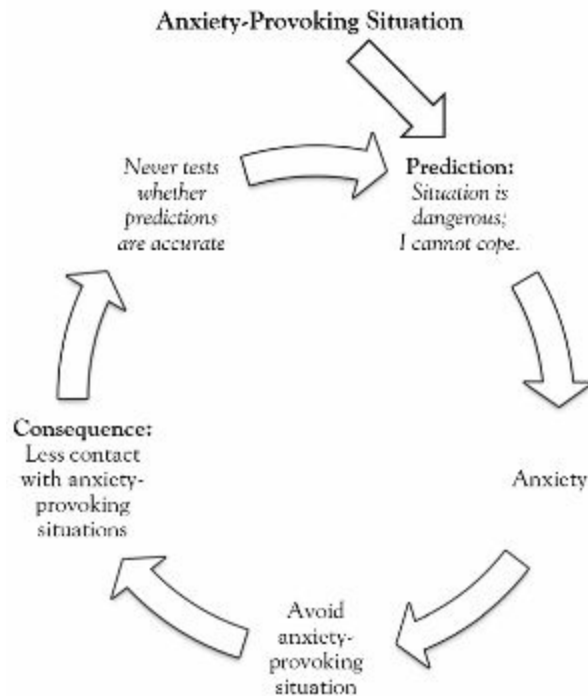 Anxiety-Provoking Situation
Never tests
whether
predictions
are accurate
Prediction:
Situation is
dangerous;
I cannot cope.
Anxiety
Avoid
anxiety-
provoking
situation
Consequence:
Less contact
with anxiety-
provoking
situations